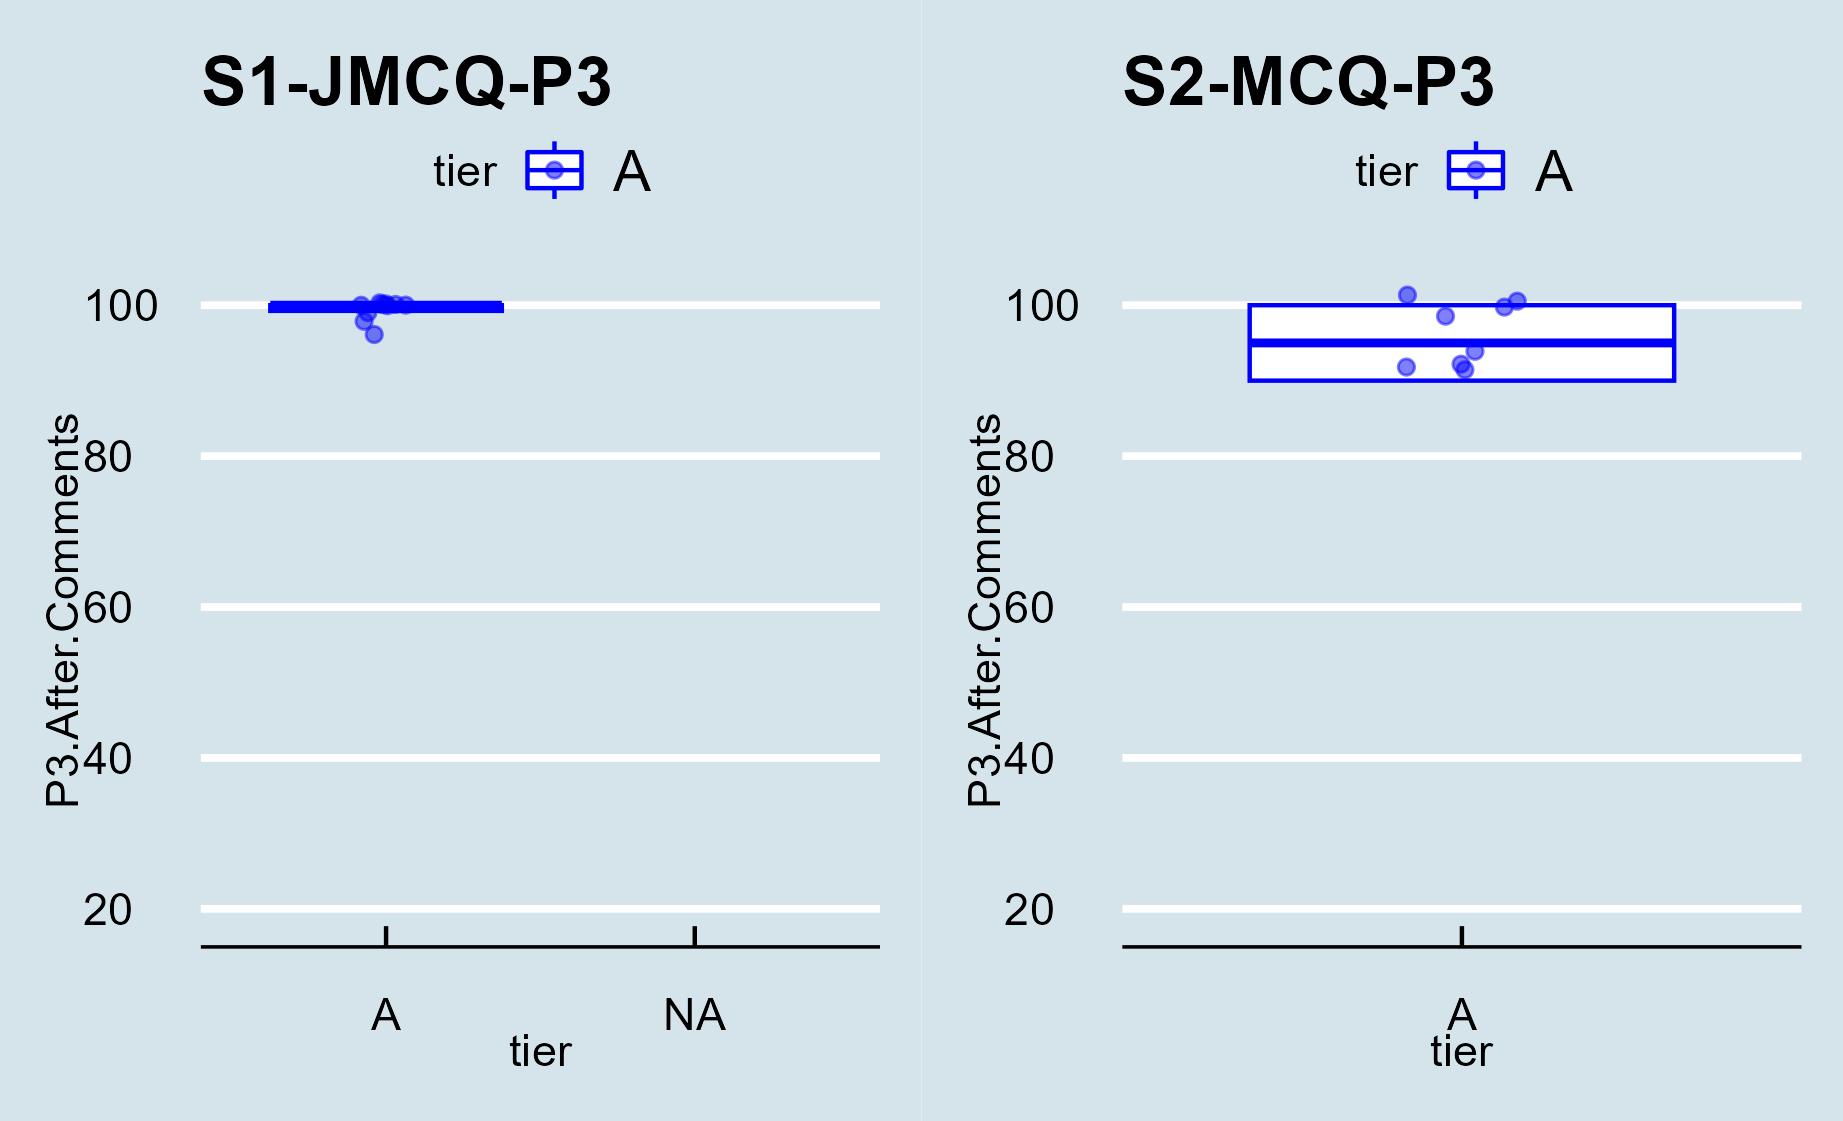 S1-JMCQ-P3
tier A
P3.After.Comments
100
80
60
40
20
A NA
tier
S2-MCQ-P3
tier A
P3.After.Comments
100
80
60
40
20
A
tier